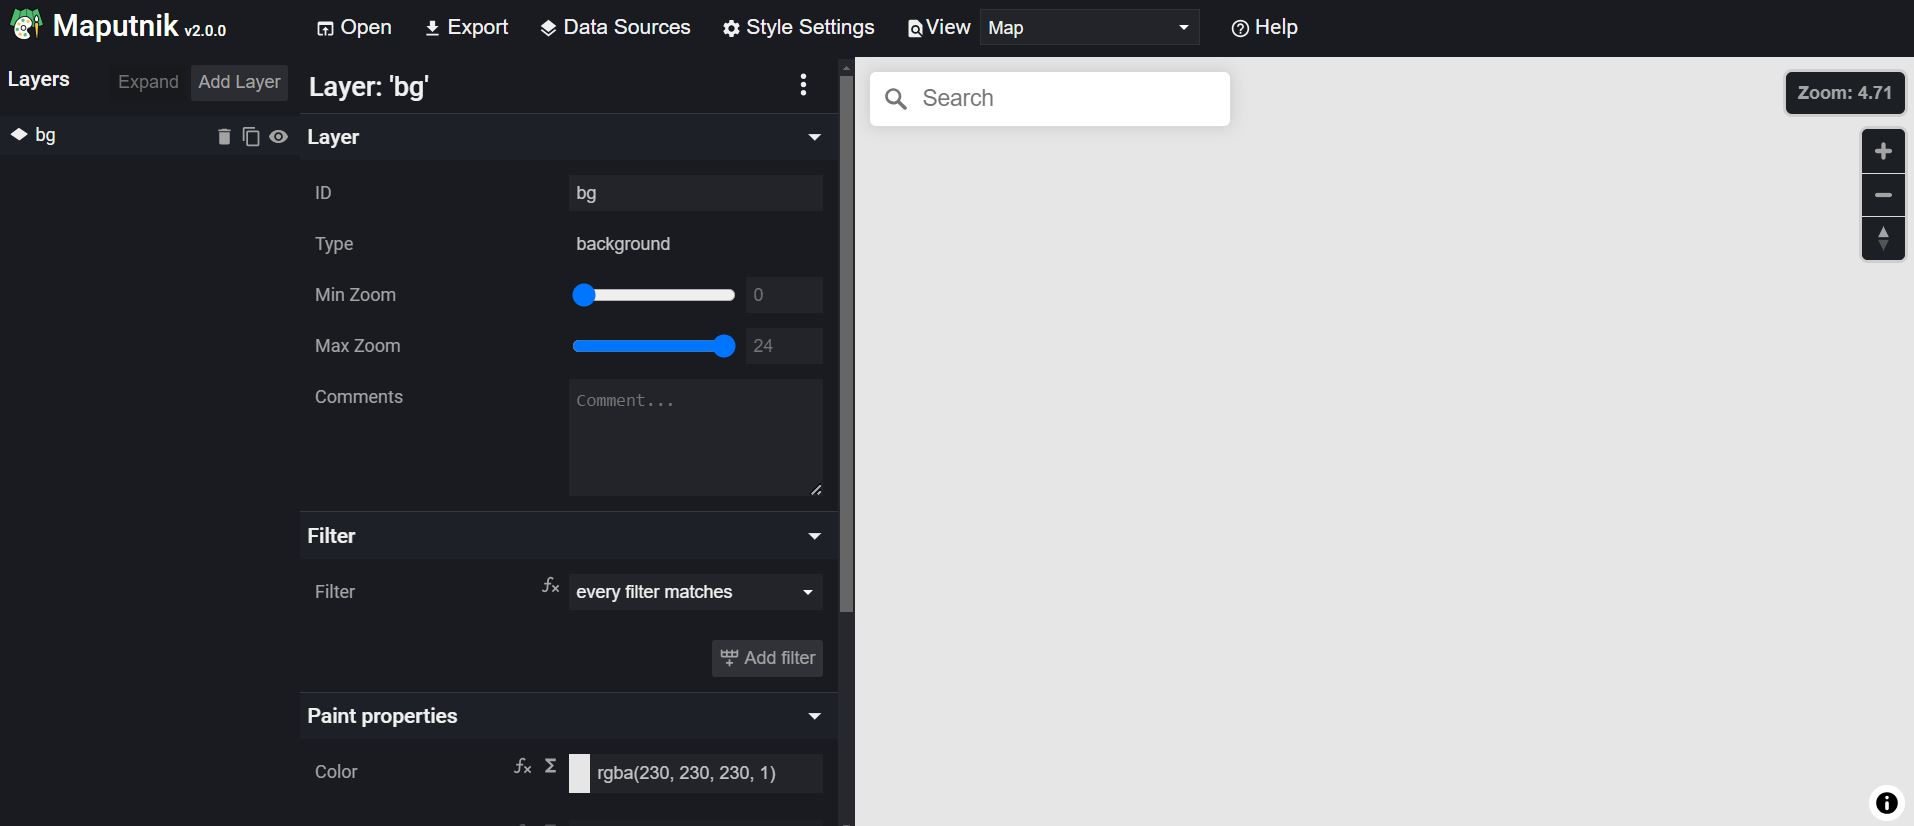 Maputnik v2.0.0
Open
Export
Data Sources
Style Settings
View
Map
Help
Layers
Expand
Add Layer
bg
Layer: 'bg'
Layer
ID
bg
Type
background
Min Zoom
0
Max Zoom
24
Comments
Comment...
Filter
Filter
every filter matches
Add filter
Paint properties
Color
rgba(230, 230, 230, 1)
Search
Zoom: 4.71